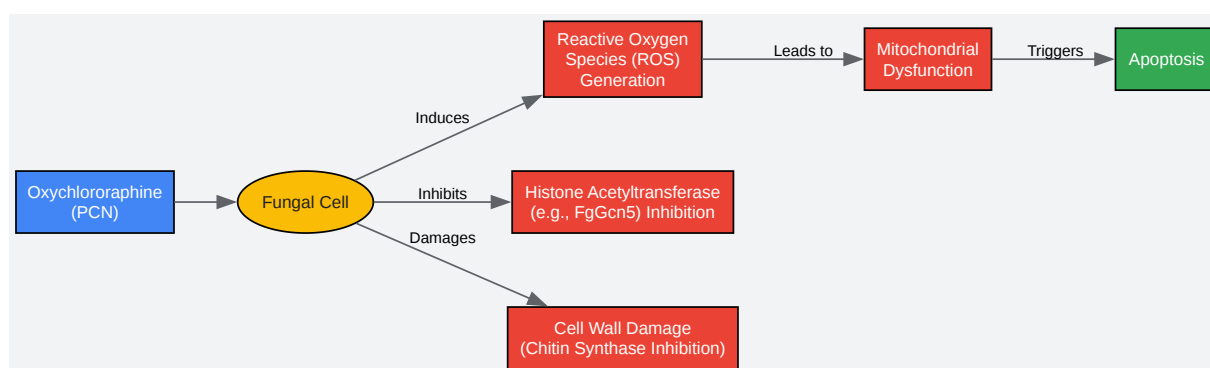 Reactive Oxygen
Species (ROS)
Generation
Leads to
Mitochondrial
Dysfunction
Triggers
Apoptosis
Induces
Oxychlororaphine
(PCN)
Fungal Cell
Inhibits
Histone Acetyltransferase
(e.g., FgGcn5) Inhibition
Damages
Cell Wall Damage
(Chitin Synthase Inhibition)